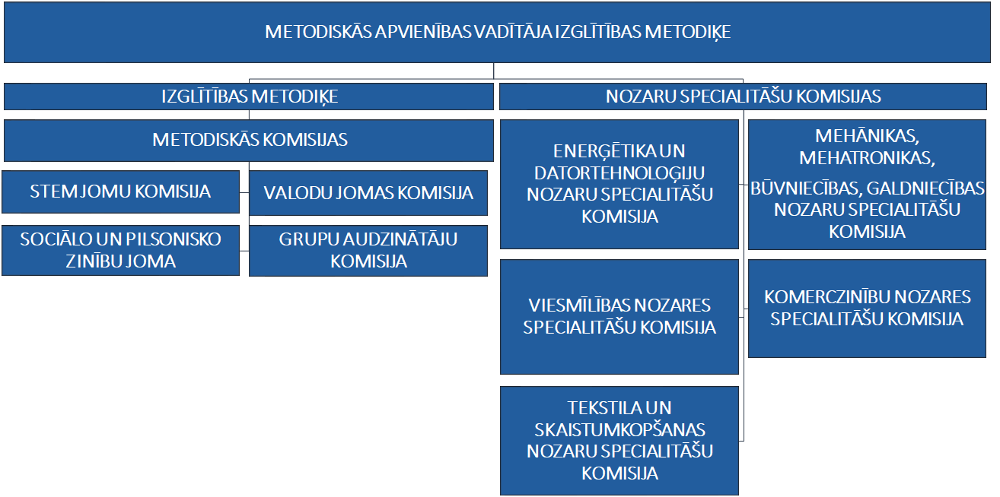 METODISKĀS APVIENĪBAS VADĪTĀJA IZGLĪTĪBAS METODIĶE
IZGLĪTĪBAS METODIĶE
METODISKĀS KOMISIJAS
STEM JOMU KOMISIJA
VALODU JOMAS KOMISIJA
SOCIĀLO UN PILSONISKO
ZINĪBU JOMA
GRUPU AUDZINĀTĀJU
KOMISIJA
NOZARU SPECIALITĀŠU KOMISIJAS
ENERĢĒTIKA UN
DATORTEHNOLOĢIJU
NOZARU SPECIALITĀŠU
KOMISIJA
MEHĀNIKAS,
MEHATRONIKAS,
BŪVNIECĪBAS, GALDNIECĪBAS
NOZARU SPECIALITĀŠU
KOMISIJA
VIESMĪLĪBAS NOZARES
SPECIALITĀŠU KOMISIJA
KOMERCZINĪBU NOZARES
SPECIALITĀŠU KOMISIJA
TEKSTILA UN
SKAISTUMKOPŠANAS
NOZARU SPECIALITĀŠU
KOMISIJA